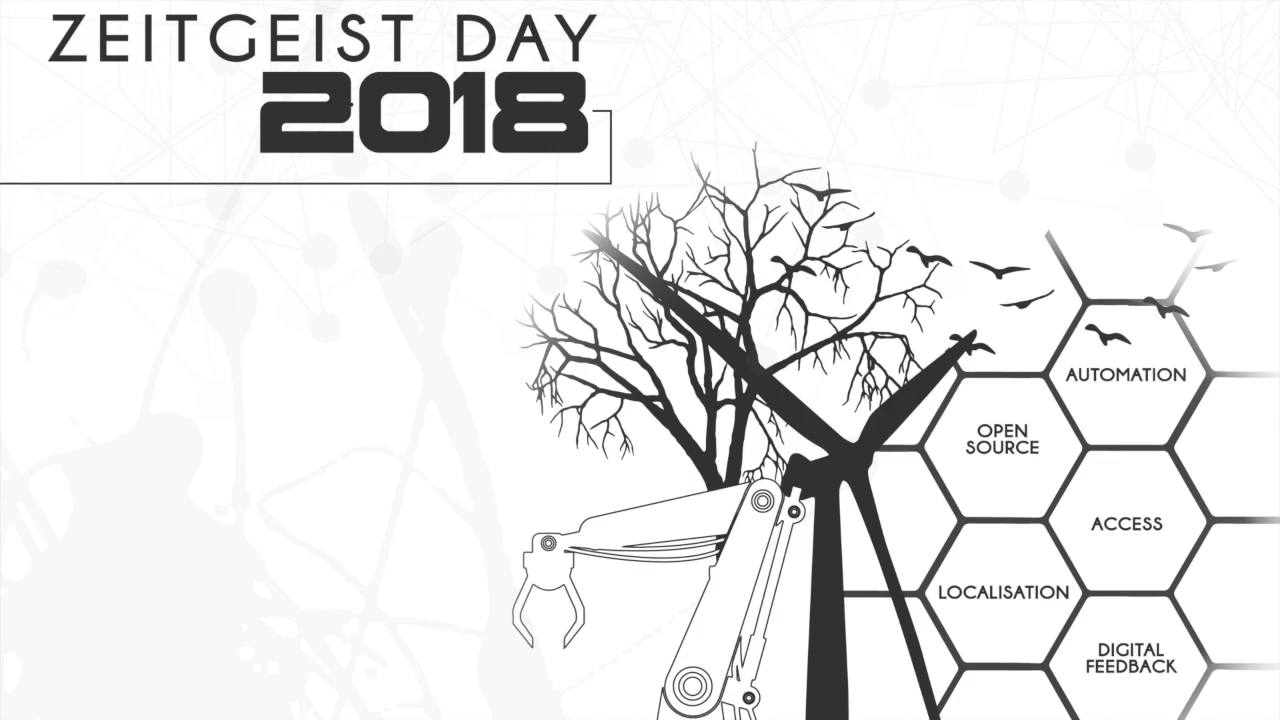 ZEITGEIST DAY
2018
AUTOMATION
OPEN
SOURCE
ACCESS
LOCALISATION
DIGITAL
FEEDBACK